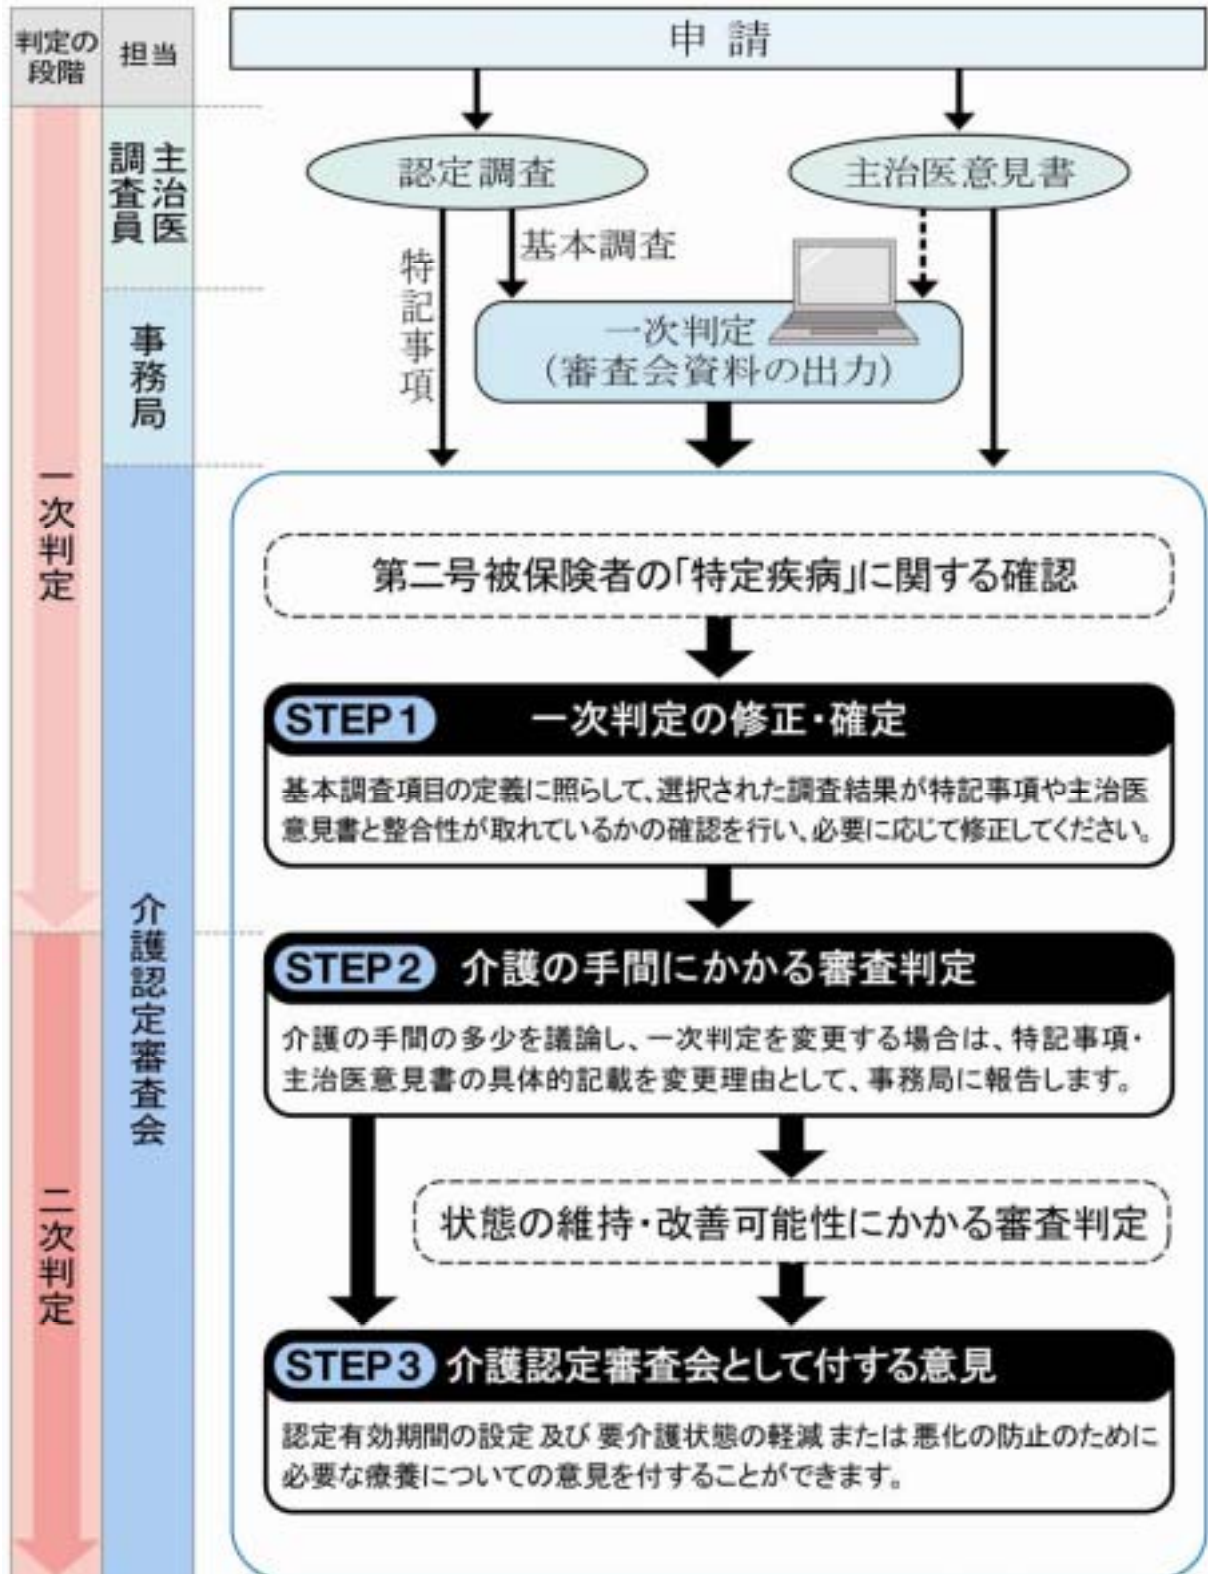 判定の
段階
担当
申請
調査員
主治医
認定調査
主治医意見書
特記事項
基本調査
事務局
一次判定
(審査会資料の出力)
一次判定
第二号被保険者の「特定疾病」に関する確認
STEP1 一次判定の修正・確定
基本調査項目の定義に照らして、選択された調査結果が特記事項や主治医
意見書と整合性が取れているかの確認を行い、必要に応じて修正してください。
介護認定審査会
STEP2 介護の手間にかかる審査判定
介護の手間の多少を議論し、一次判定を変更する場合は、特記事項・
主治医意見書の具体的記載を変更理由として、事務局に報告します。
二次判定
状態の維持・改善可能性にかかる審査判定
STEP3 介護認定審査会として付する意見
認定有効期間の設定及び要介護状態の軽減または悪化の防止のために
必要な療養についての意見を付することができます。